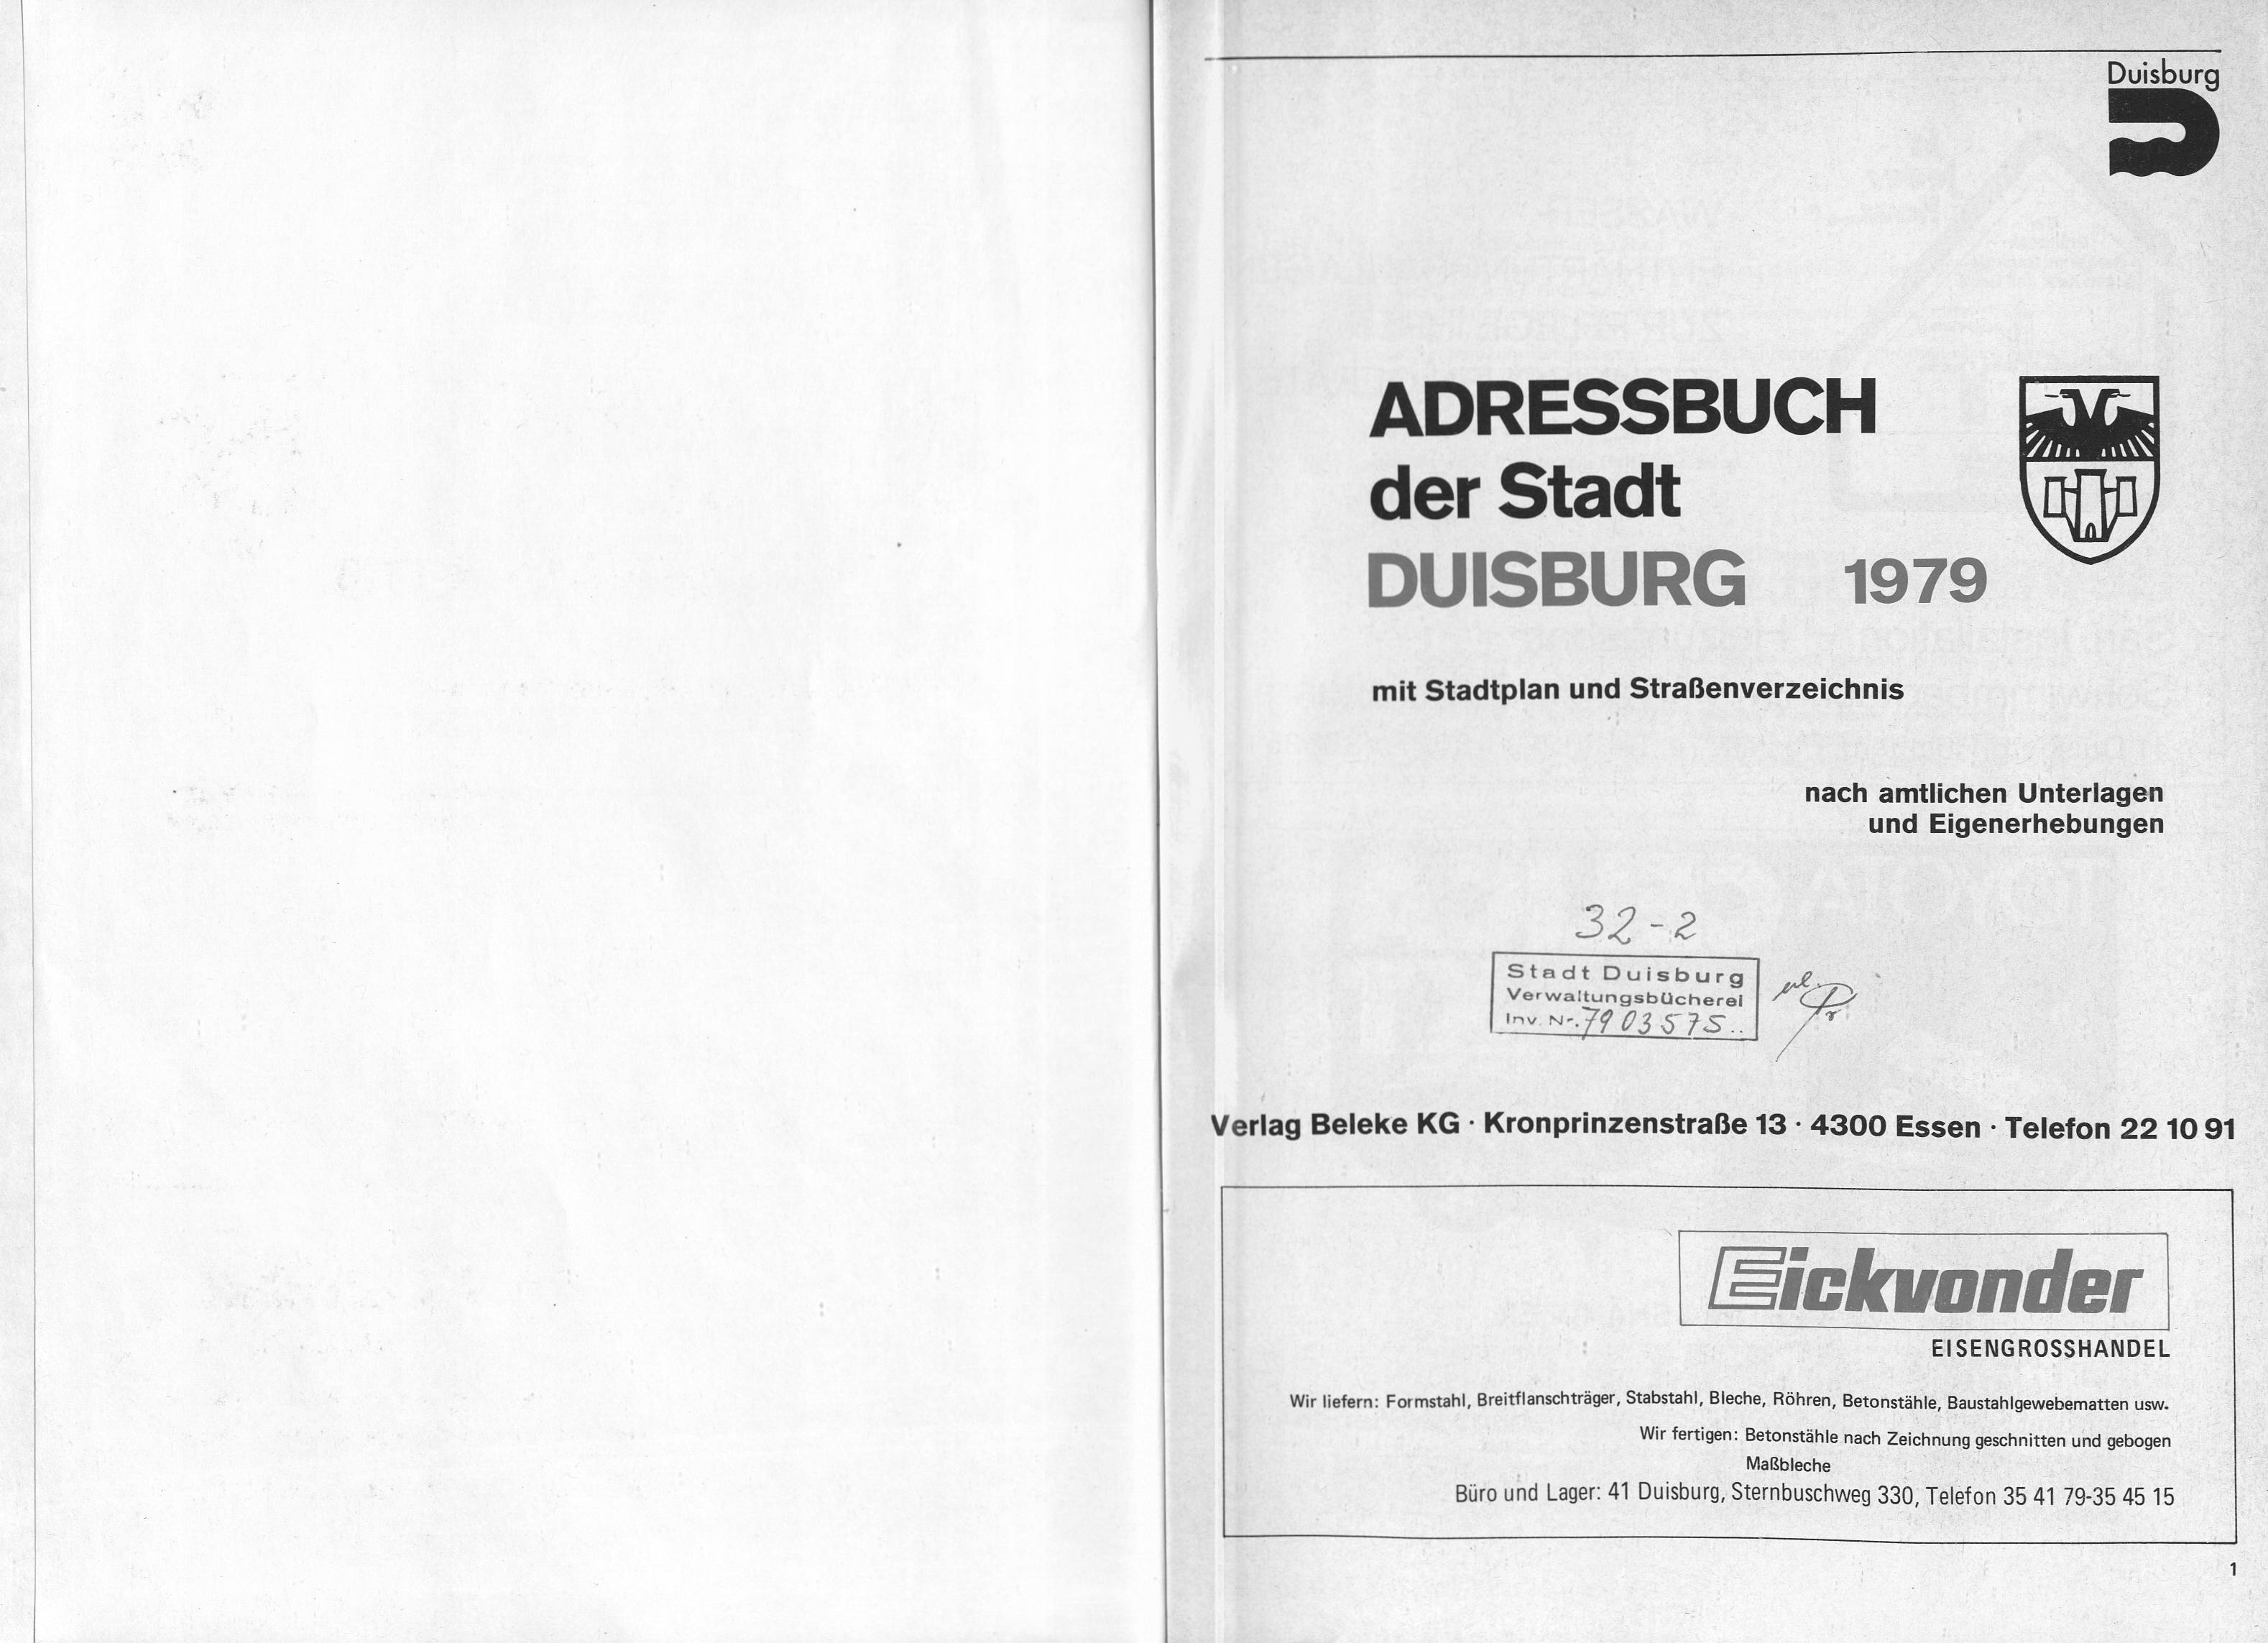 Duisburg
ADRESSBUCH
der Stadt
DUISBURG 1979
mit Stadtplan und Straßenverzeichnis
nach amtlichen Unterlagen
und Eigenerhebungen
32-2
Stadt Duisburg
Verwaltungsbücherei
Inv. Nr. 7903575..
Verlag Beleke KG · Kronprinzenstraße 13 · 4300 Essen · Telefon 22 10 91
Eickvonder
EISENGROSSHANDEL
Wir liefern: Formstahl, Breitflanschträger, Stabstahl, Bleche, Röhren, Betonstähle, Baustahlgewebematten usw.
Wir fertigen: Betonstähle nach Zeichnung geschnitten und gebogen
Maßbleche
Büro und Lager: 41 Duisburg, Sternbuschweg 330, Telefon 35 41 79-35 45 15
1